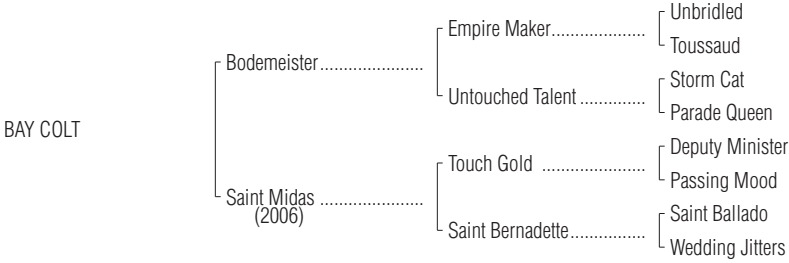 Unbridled
Empire Maker.....................
Toussaud
Bodemeister.......................
Storm Cat
Untouched Talent ..............
Parade Queen
BAY COLT
Deputy Minister
Touch Gold ......................
Passing Mood
Saint Midas ......................
(2006)
Saint Ballado
Saint Bernadette................
Wedding Jitters